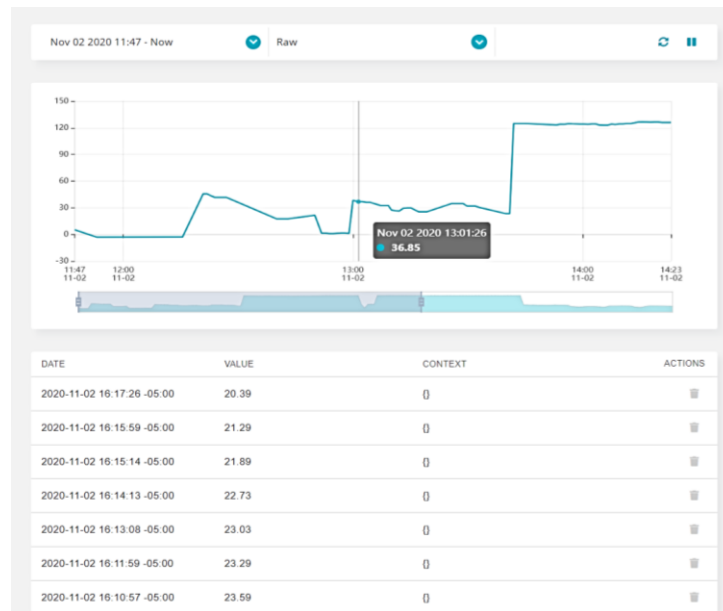 Nov 02 2020 11:47 - Now Raw
150
120
90
60
30
0
-30
Nov 02 2020 13:01:26
36.85
11:47 12:00 13:00 14:00 14:23
11-02 11-02 11-02 11-02 11-02
DATE VALUE CONTEXT ACTIONS
2020-11-02 16:17:26 -05:00 20.39 {}
2020-11-02 16:15:59 -05:00 21.29 {}
2020-11-02 16:15:14 -05:00 21.89 {}
2020-11-02 16:14:13 -05:00 22.73 {}
2020-11-02 16:13:08 -05:00 23.03 {}
2020-11-02 16:11:59 -05:00 23.29 {}
2020-11-02 16:10:57 -05:00 23.59 {}